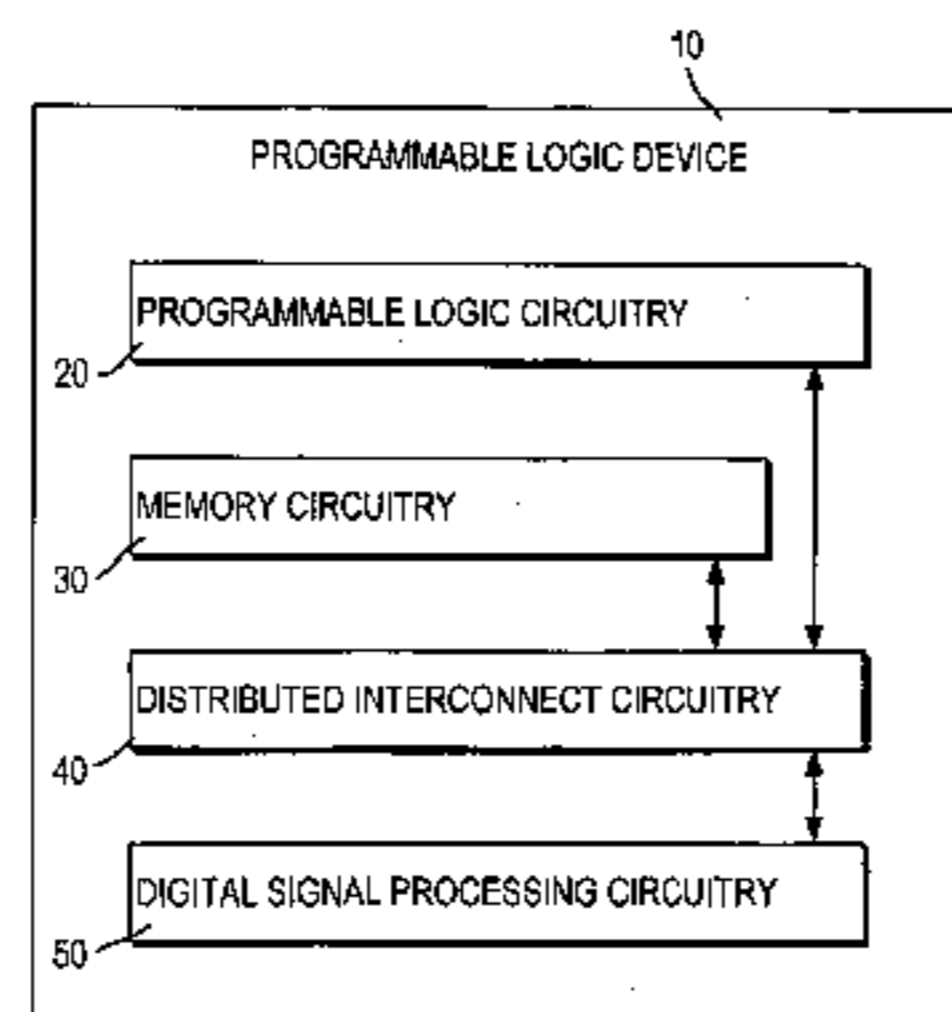 10
PROGRAMMABLE LOGIC DEVICE
PROGRAMMABLE LOGIC CIRCUITRY
20
MEMORY CIRCUITRY
30
DISTRIBUTED INTERCONNECT CIRCUITRY
40
DIGITAL SIGNAL PROCESSING CIRCUITRY
50